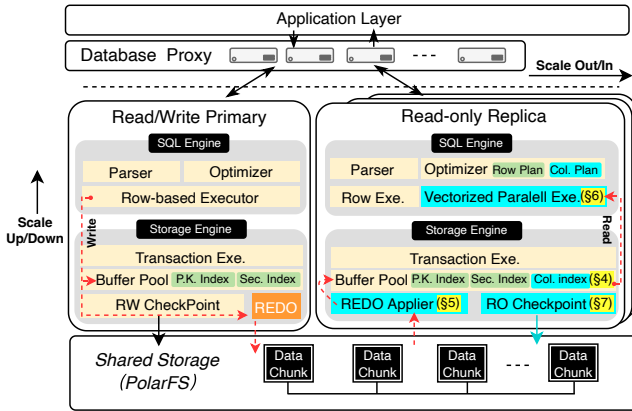 Application Layer
Database Proxy
Scale Out/In
Read/Write Primary
SQL Engine
Parser
Optimizer
Row-based Executor
Write
Storage Engine
Transaction Exe.
Buffer Pool P.K. Index Sec. Index
RW CheckPoint
REDO
Scale
Up/Down
Read-only Replica
SQL Engine
Parser
Optimizer Row Plan Col. Plan
Row Exe.
Vectorized Paralell Exe.(§6)
Read
Storage Engine
Transaction Exe.
Buffer Pool P.K. Index Sec. Index Col. index(§4)
REDO Applier(§5)
RO Checkpoint(§7)
Shared Storage
(PolarFS)
Data
Chunk
Data
Chunk
Data
Chunk
Data
Chunk